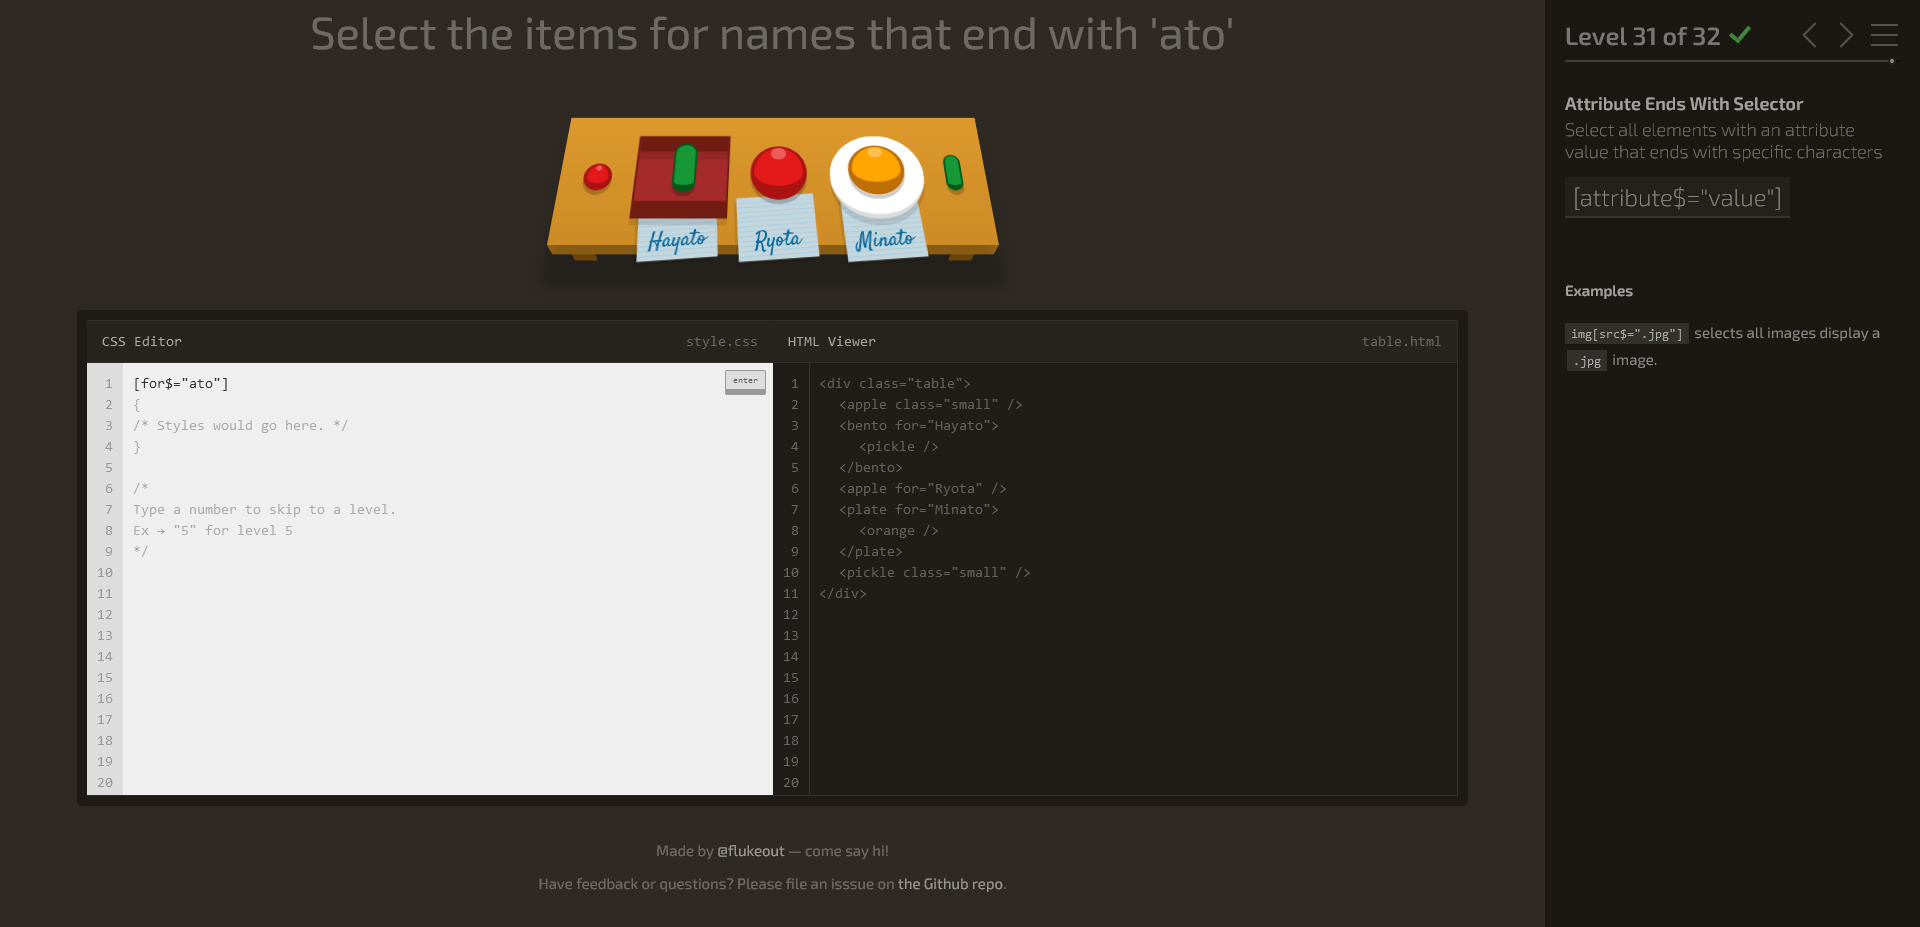 Select the items for names that end with 'ato'
Hayato
Ryota
Minato
CSS Editor
style.css
HTML Viewer
table.html
1 [for$="ato"]
enter
2 {
3 /* Styles would go here. */
4 }
5
6 /*
7 Type a number to skip to a level.
8 Ex → "5" for level 5
9 */
10
11
12
13
14
15
16
17
18
19
20
1 <div class="table">
2 <apple class="small" />
3 <bento for="Hayato">
4 <pickle />
5 </bento>
6 <apple for="Ryota" />
7 <plate for="Minato">
8 <orange />
9 </plate>
10 <pickle class="small" />
11 </div>
12
13
14
15
16
17
18
19
20
Made by @flukeout — come say hi!
Have feedback or questions? Please file an isssue on the Github repo.
Level 31 of 32
Attribute Ends With Selector
Select all elements with an attribute
value that ends with specific characters
[attribute$="value"]
Examples
img[src$=".jpg"] selects all images display a
.jpg image.